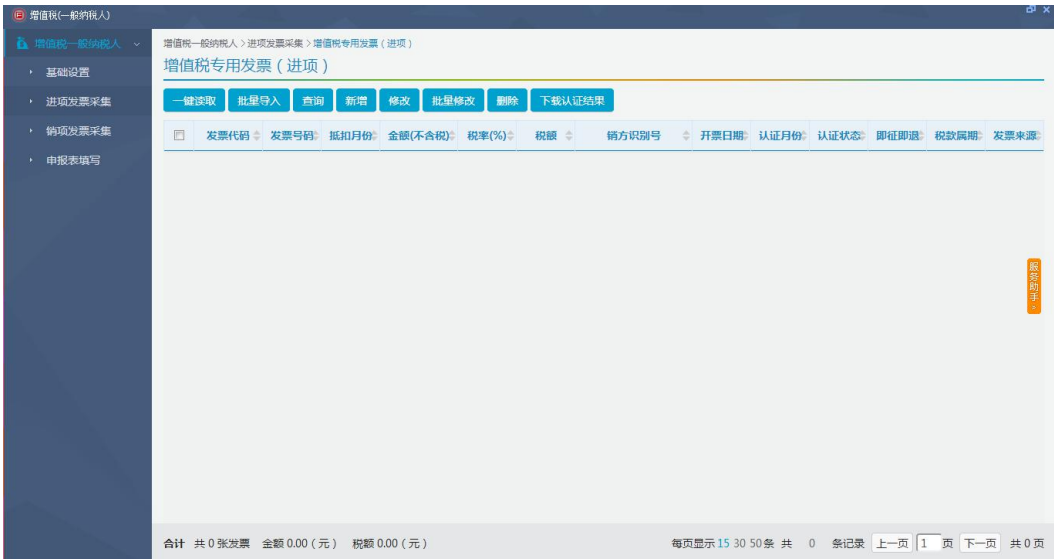 增值税(一般纳税人)
增值税一般纳税人
基础设置
进项发票采集
销项发票采集
申报表填写
增值税一般纳税人>进项发票采集>增值税专用发票(进项)
增值税专用发票(进项)
一键读取 批量导入 查询 新增 修改 批量修改 删除 下载认证结果
发票代码 发票号码 抵扣月份 金额(不含税) 税率(%) 税额 销方识别号 开票日期 认证月份 认证状态 即征即退 税款属期 发票来源
服务助手>
合计 共0张发票 金额0.00(元) 税额0.00(元) 每页显示 15 30 50条 共 0 条记录 上一页 1 页 下一页 共0页